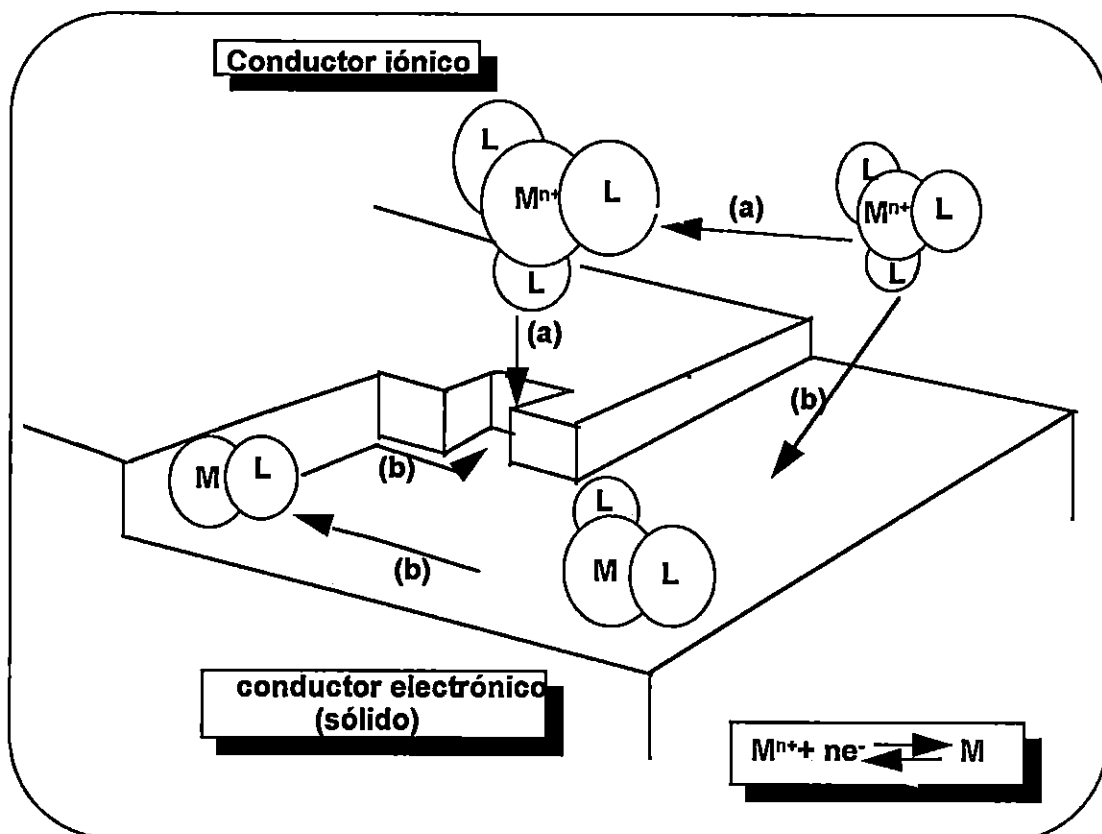 Conductor iónico
L
Mⁿ⁺
L
L
(a)
L
Mⁿ⁺
L
L
(a)
(b)
M
L
(b)
L
M
L
(b)
conductor electrónico
(sólido)
Mⁿ⁺+ ne⁻ ⇌ M